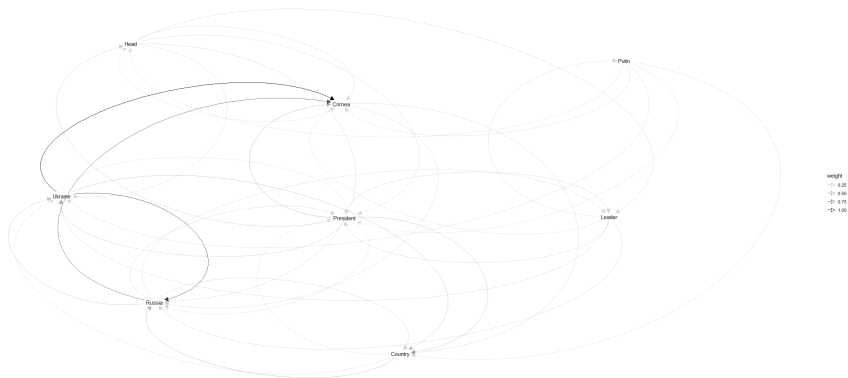 Head
Putin
Crimea
weight
0.25
0.50
0.75
1.00
Ukraine
President
Leader
Russia
Country